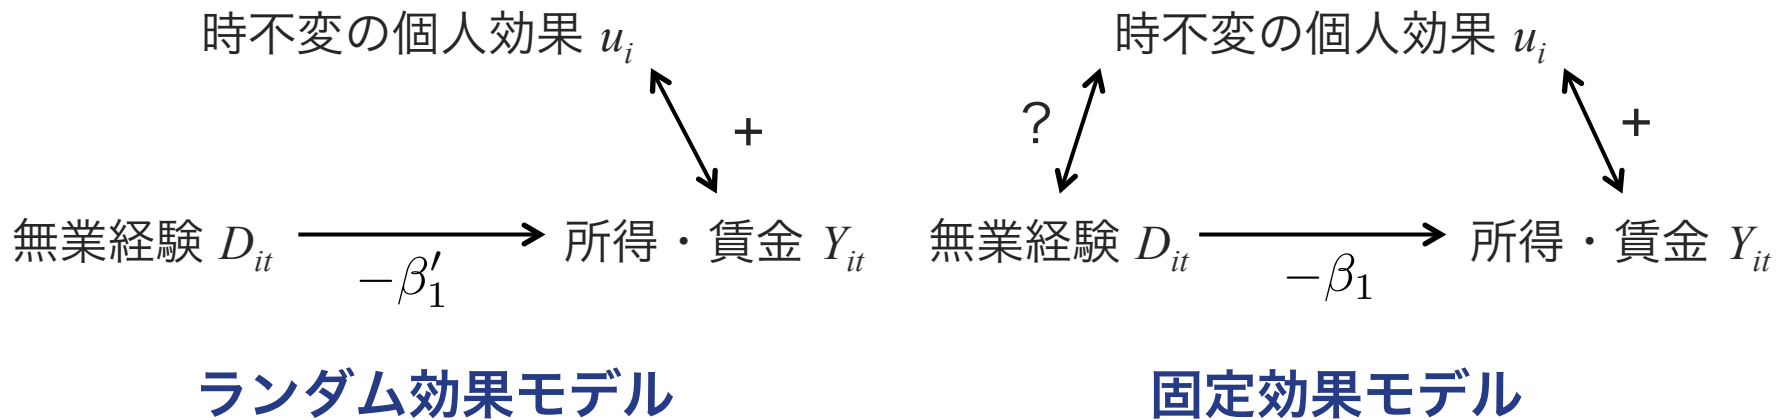 時不変の個人効果 u_i
+
無業経験 D_it
所得・賃金 Y_it
−β′_1
ランダム効果モデル
時不変の個人効果 u_i
?
+
無業経験 D_it
所得・賃金 Y_it
−β_1
固定効果モデル